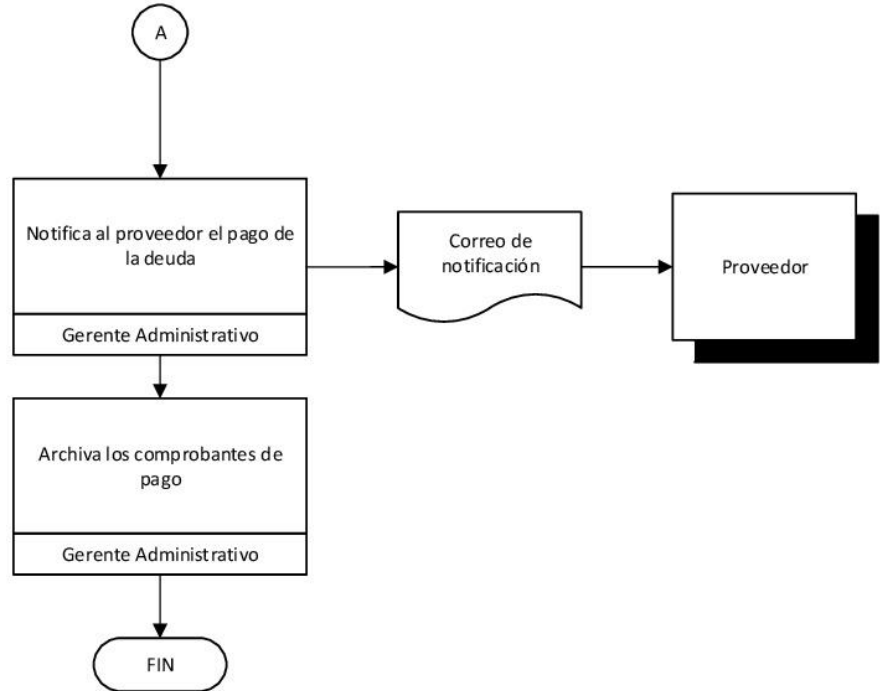 A
Notifica al proveedor el pago de
la deuda
Gerente Administrativo
Correo de
notificación
Proveedor
Archiva los comprobantes de
pago
Gerente Administrativo
FIN